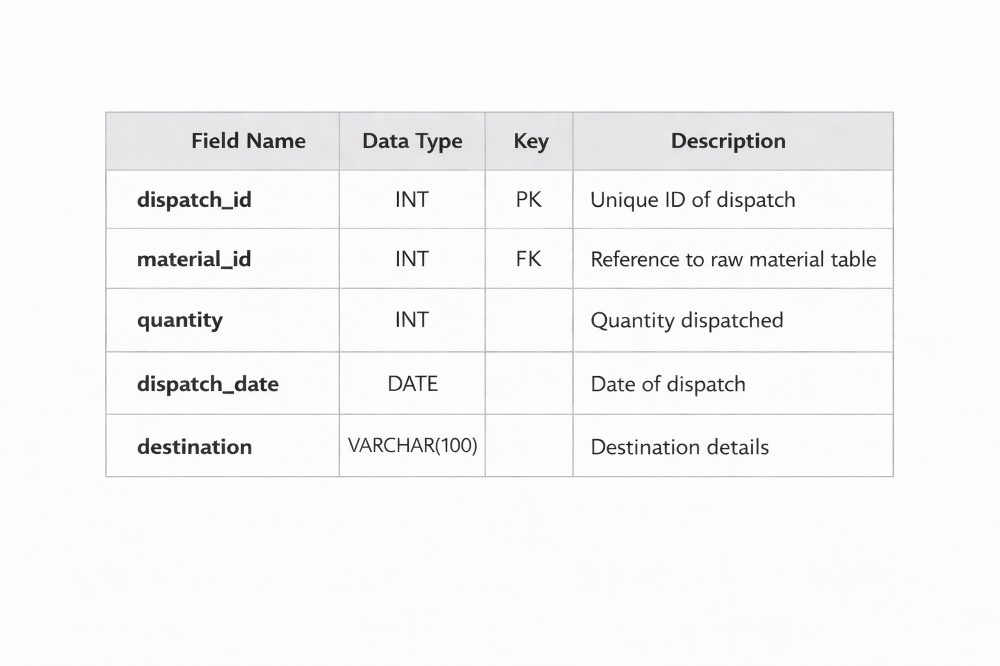 Field Name Data Type Key Description
dispatch_id INT PK Unique ID of dispatch
material_id INT FK Reference to raw material table
quantity INT Quantity dispatched
dispatch_date DATE Date of dispatch
destination VARCHAR(100) Destination details